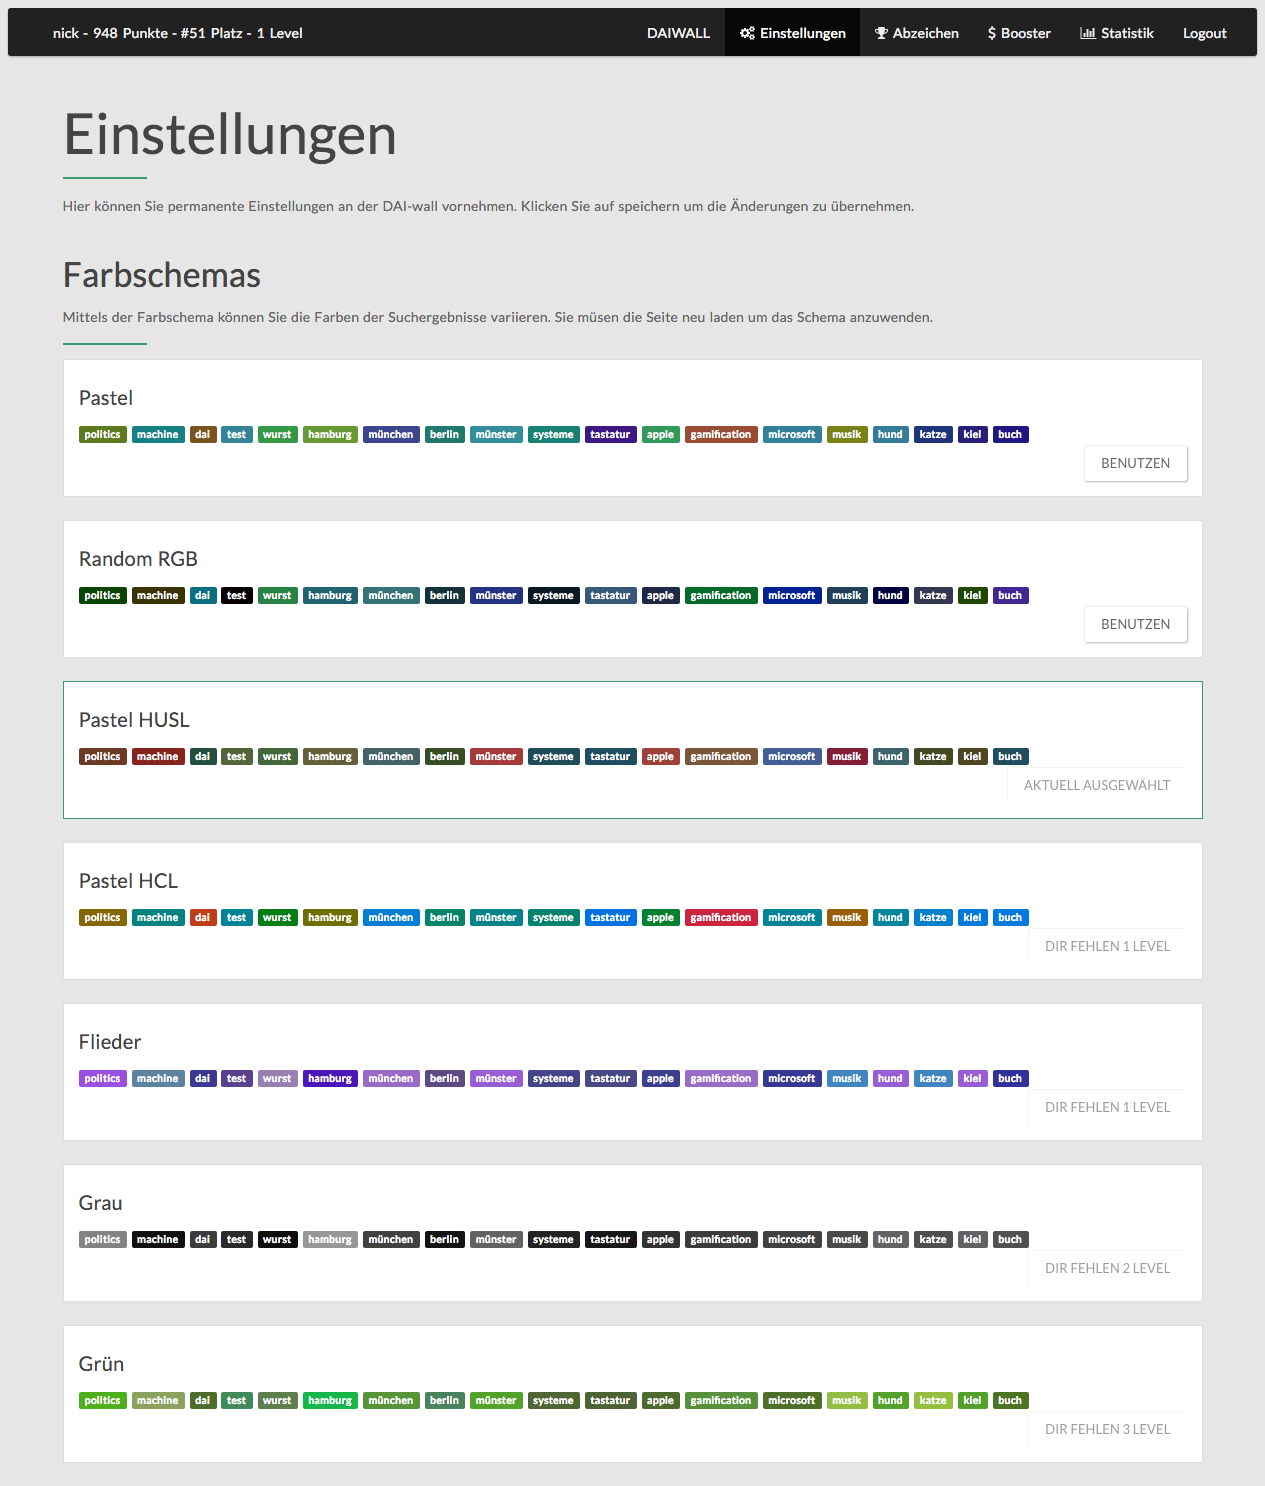 nick - 948 Punkte - #51 Platz - 1 Level DAIWALL Einstellungen Abzeichen $ Booster Statistik Logout
Einstellungen
Hier können Sie permanente Einstellungen an der DAI-wall vornehmen. Klicken Sie auf speichern um die Änderungen zu übernehmen.
Farbschemas
Mittels der Farbschema können Sie die Farben der Suchergebnisse variieren. Sie müsen die Seite neu laden um das Schema anzuwenden.
Pastel
politics machine dai test wurst hamburg münchen berlin münster systeme tastatur apple gamification microsoft musik hund katze kiel buch
BENUTZEN
Random RGB
politics machine dai test wurst hamburg münchen berlin münster systeme tastatur apple gamification microsoft musik hund katze kiel buch
BENUTZEN
Pastel HUSL
politics machine dai test wurst hamburg münchen berlin münster systeme tastatur apple gamification microsoft musik hund katze kiel buch
AKTUELL AUSGEWÄHLT
Pastel HCL
politics machine dai test wurst hamburg münchen berlin münster systeme tastatur apple gamification microsoft musik hund katze kiel buch
DIR FEHLEN 1 LEVEL
Flieder
politics machine dai test wurst hamburg münchen berlin münster systeme tastatur apple gamification microsoft musik hund katze kiel buch
DIR FEHLEN 1 LEVEL
Grau
politics machine dai test wurst hamburg münchen berlin münster systeme tastatur apple gamification microsoft musik hund katze kiel buch
DIR FEHLEN 2 LEVEL
Grün
politics machine dai test wurst hamburg münchen berlin münster systeme tastatur apple gamification microsoft musik hund katze kiel buch
DIR FEHLEN 3 LEVEL